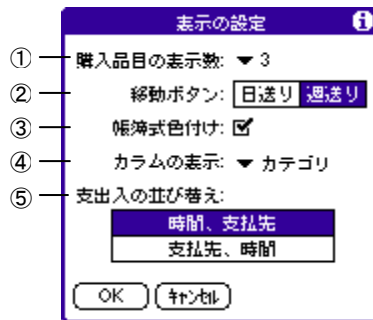 表示の設定 i
① 購入品目の表示数: ▼ 3
② 移動ボタン: 日送り 週送り
③ 帳簿式色付け: ☑
④ カラムの表示: ▼ カテゴリ
⑤ 支出入の並び替え:
時間、支払先
支払先、時間
OK キャンセル